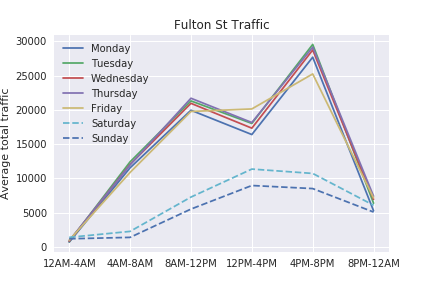 Fulton St Traffic
Average total traffic
30000
25000
20000
15000
10000
5000
0
Monday
Tuesday
Wednesday
Thursday
Friday
Saturday
Sunday
12AM-4AM 4AM-8AM 8AM-12PM 12PM-4PM 4PM-8PM 8PM-12AM